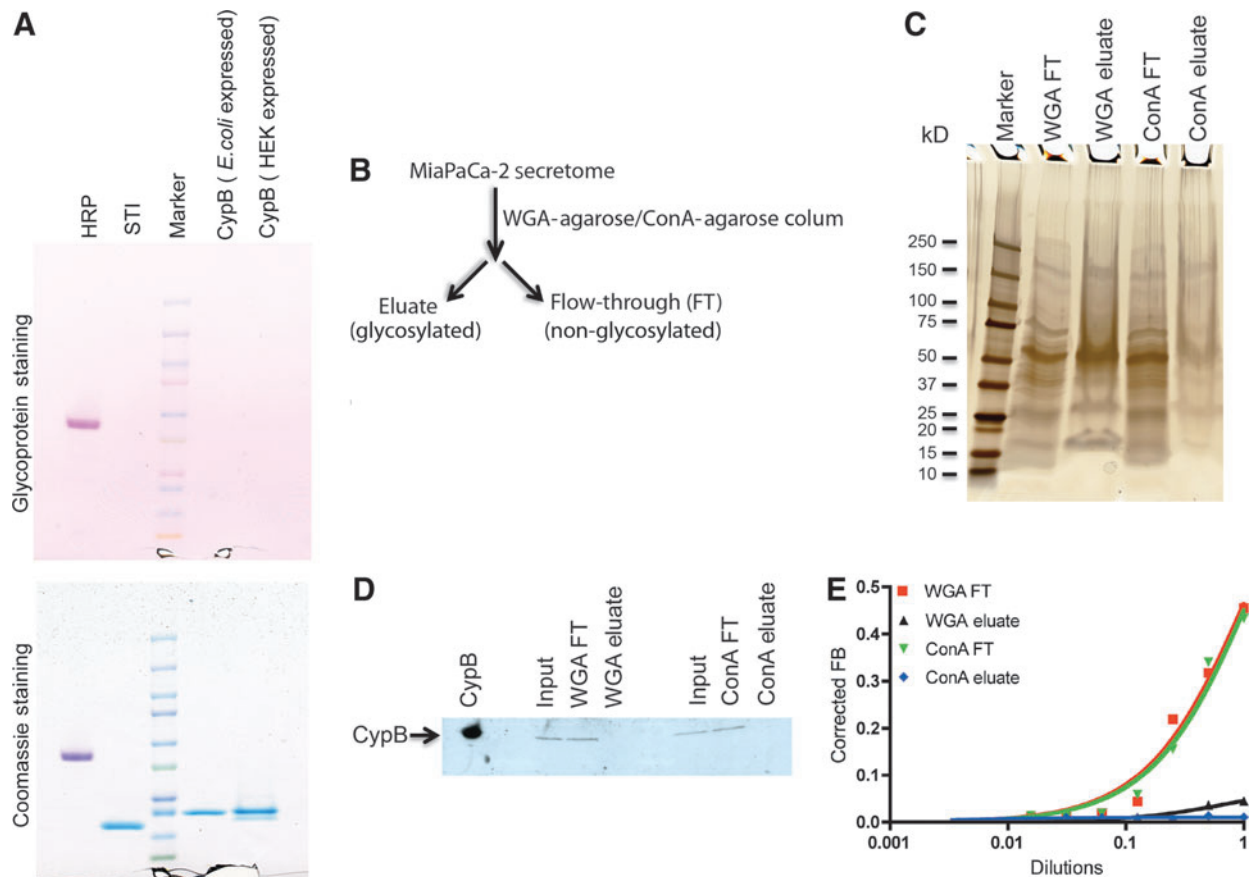 A
HRP
STI
Marker
CypB ( E.coli expressed)
CypB ( HEK expressed)
Glycoprotein staining
Coomassie staining
B
MiaPaCa-2 secretome
WGA-agarose/ConA-agarose colum
Eluate
(glycosylated)
Flow-through (FT)
(non-glycosylated)
C
kD
Marker
WGA FT
WGA eluate
ConA FT
ConA eluate
250
150
100
75
50
37
25
20
15
10
D
CypB
Input
WGA FT
WGA eluate
Input
ConA FT
ConA eluate
CypB
E
Corrected FB
0.5
0.4
0.3
0.2
0.1
0.0
WGA FT
WGA eluate
ConA FT
ConA eluate
0.001
0.01
0.1
1
Dilutions